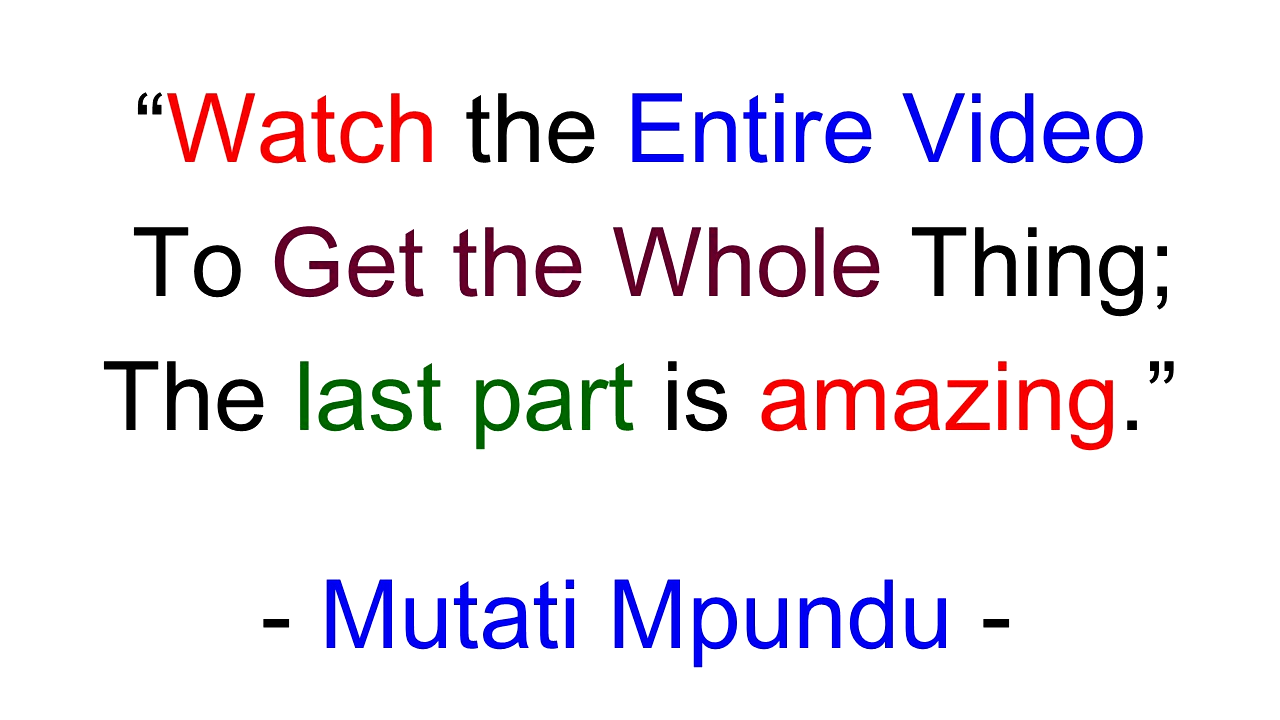 “Watch the Entire Video
To Get the Whole Thing;
The last part is amazing.”
- Mutati Mpundu -